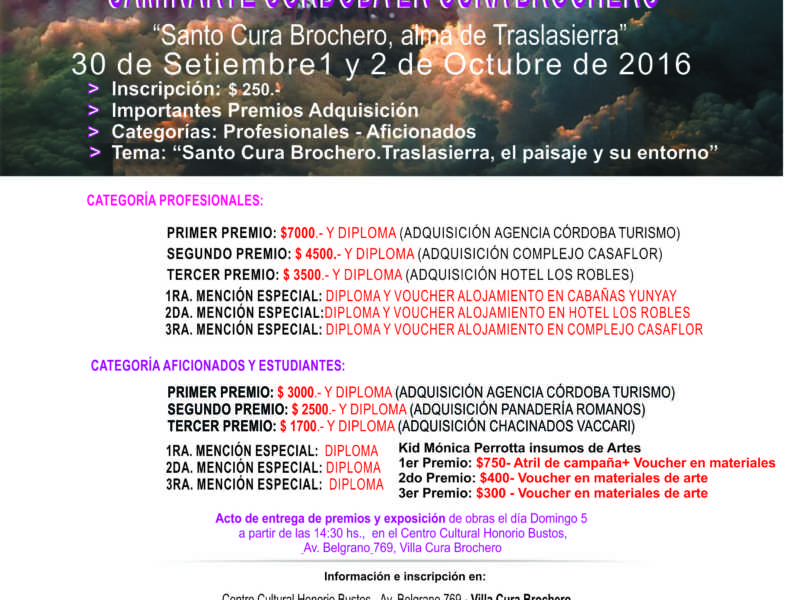 CAMINARTE CÓRDOBA EN CURA BROCHERO
“Santo Cura Brochero, alma de Traslasierra”
30 de Setiembre1 y 2 de Octubre de 2016
> Inscripción: $ 250.-
> Importantes Premios Adquisición
> Categorías: Profesionales - Aficionados
> Tema: “Santo Cura Brochero.Traslasierra, el paisaje y su entorno”
CATEGORÍA PROFESIONALES:
PRIMER PREMIO: $7000.- Y DIPLOMA (ADQUISICIÓN AGENCIA CÓRDOBA TURISMO)
SEGUNDO PREMIO: $ 4500.- Y DIPLOMA (ADQUISICIÓN COMPLEJO CASAFLOR)
TERCER PREMIO: $ 3500.- Y DIPLOMA (ADQUISICIÓN HOTEL LOS ROBLES)
1RA. MENCIÓN ESPECIAL: DIPLOMA Y VOUCHER ALOJAMIENTO EN CABAÑAS YUNYAY
2DA. MENCIÓN ESPECIAL:DIPLOMA Y VOUCHER ALOJAMIENTO EN HOTEL LOS ROBLES
3RA. MENCIÓN ESPECIAL: DIPLOMA Y VOUCHER ALOJAMIENTO EN COMPLEJO CASAFLOR
CATEGORÍA AFICIONADOS Y ESTUDIANTES:
PRIMER PREMIO: $ 3000.- Y DIPLOMA (ADQUISICIÓN AGENCIA CÓRDOBA TURISMO)
SEGUNDO PREMIO: $ 2500.- Y DIPLOMA (ADQUISICIÓN PANADERÍA ROMANOS)
TERCER PREMIO: $ 1700.- Y DIPLOMA (ADQUISICIÓN CHACINADOS VACCARI)
1RA. MENCIÓN ESPECIAL: DIPLOMA
2DA. MENCIÓN ESPECIAL: DIPLOMA
3RA. MENCIÓN ESPECIAL: DIPLOMA
Kid Mónica Perrotta insumos de Artes
1er Premio: $750- Atril de campaña+ Voucher en materiales
2do Premio: $400- Voucher en materiales de arte
3er Premio: $300 - Voucher en materiales de arte
Acto de entrega de premios y exposición de obras el día Domingo 5
a partir de las 14:30 hs., en el Centro Cultural Honorio Bustos,
Av. Belgrano 769, Villa Cura Brochero
Información e inscripción en:
Centro Cultural Honorio Bustos - Av. Belgrano 769 - Villa Cura Brochero